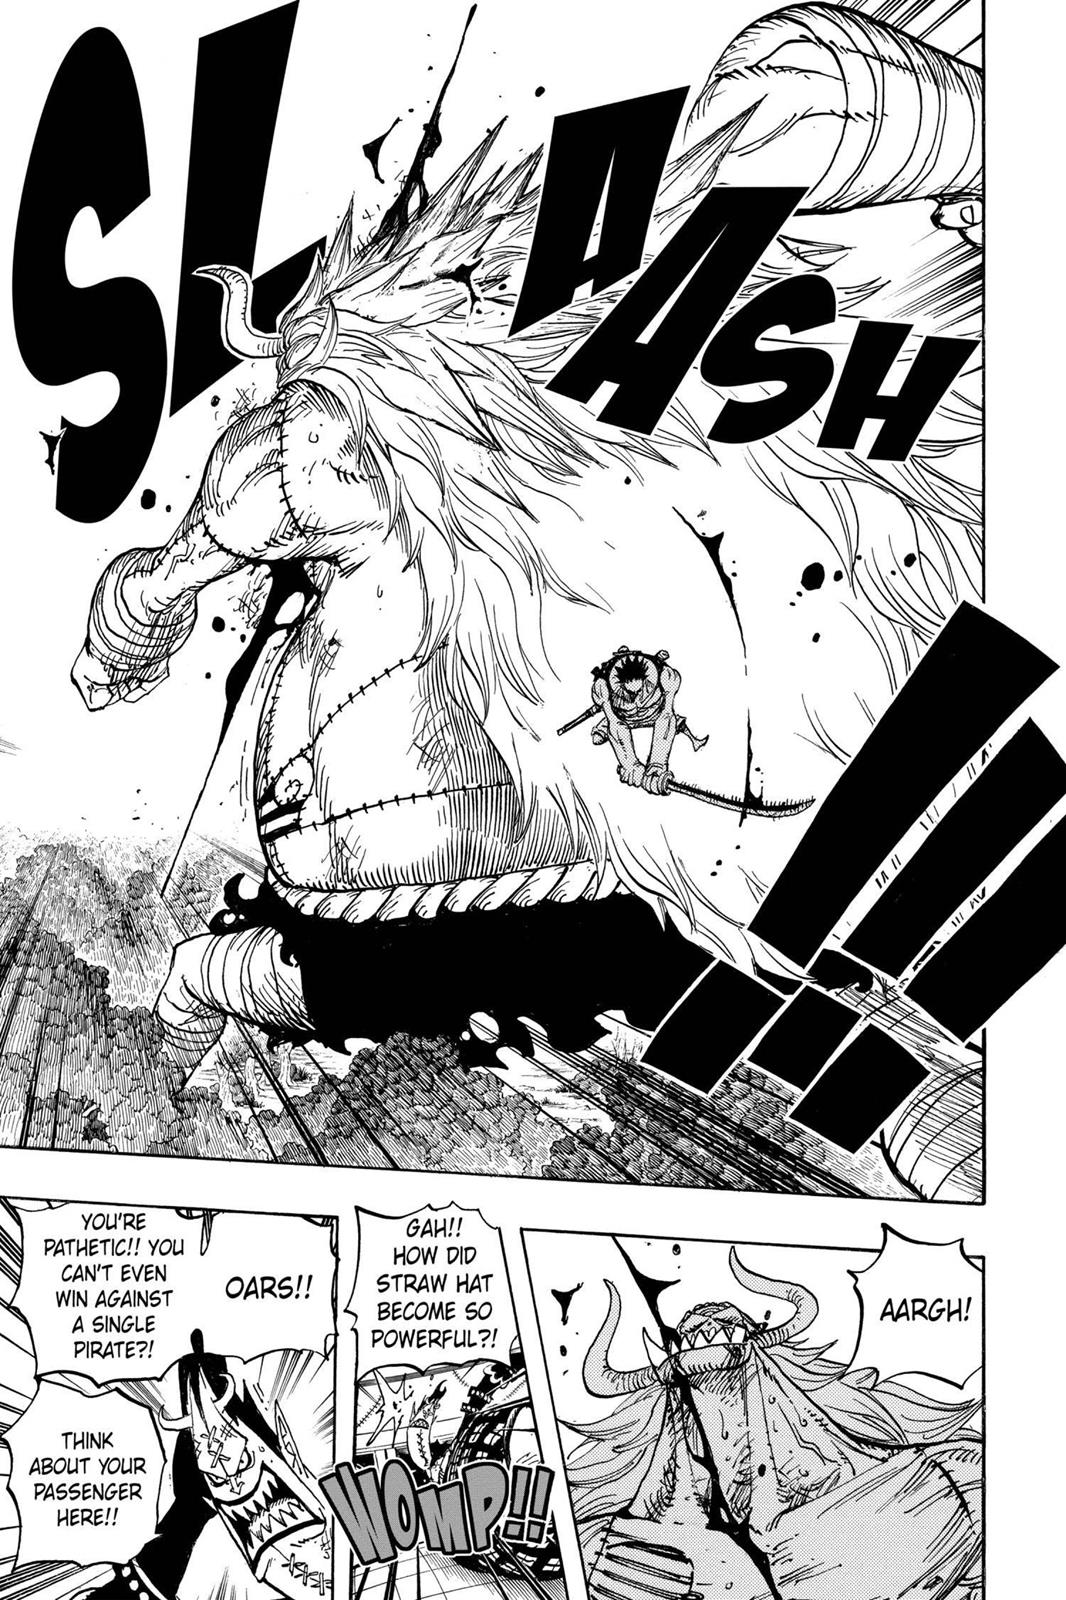 SLAAASH!!!
AARGH!
GAH!!
HOW DID
STRAW HAT
BECOME SO
POWERFUL?!
WOMP!!
OARS!!
YOU'RE
PATHETIC!! YOU
CAN'T EVEN
WIN AGAINST
A SINGLE
PIRATE?!
THINK
ABOUT YOUR
PASSENGER
HERE!!